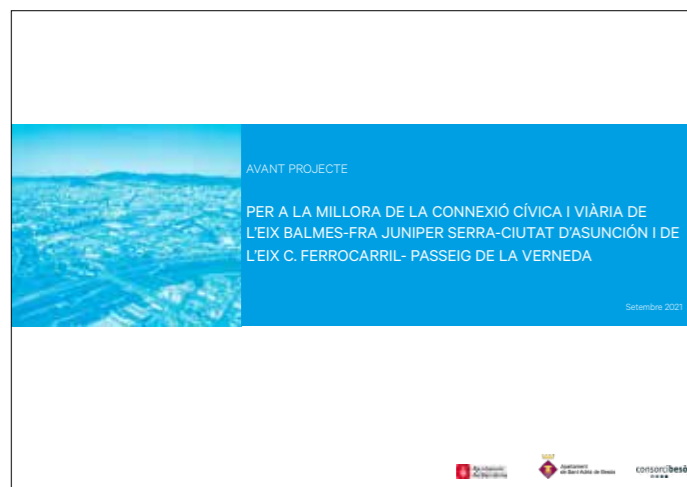 AVANT PROJECTE
PER A LA MILLORA DE LA CONNEXIÓ CÍVICA I VIÀRIA DE
L'EIX BALMES-FRA JUNIPER SERRA-CIUTAT D'ASUNCIÓN I DE
L'EIX C. FERROCARRIL- PASSEIG DE LA VERNEDA
Setembre 2021
Ajuntament
de Sant Adrià de Besòs
consorcibesò